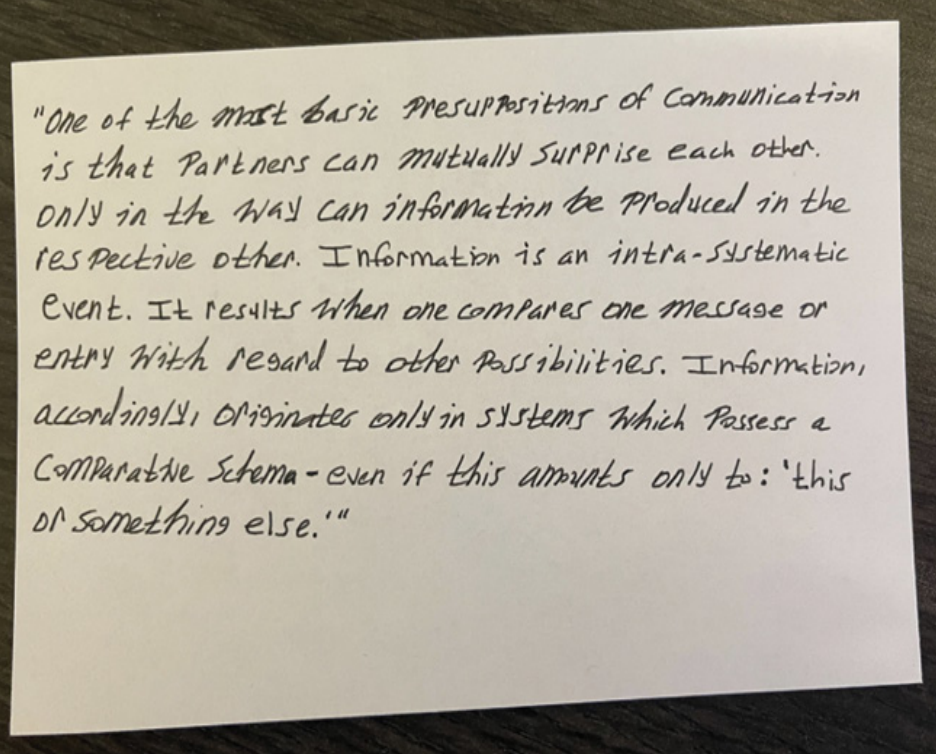 "One of the most basic Presuppositions of Communication
is that Partners can mutually Surprise each other.
Only in the way can information be Produced in the
respective other. Information is an intra-systematic
event. It results when one compares one message or
entry with regard to other Possibilities. Information,
accordingly, originates only in systems which Possess a
Comparative Schema - even if this amounts only to: 'this
or something else.'"